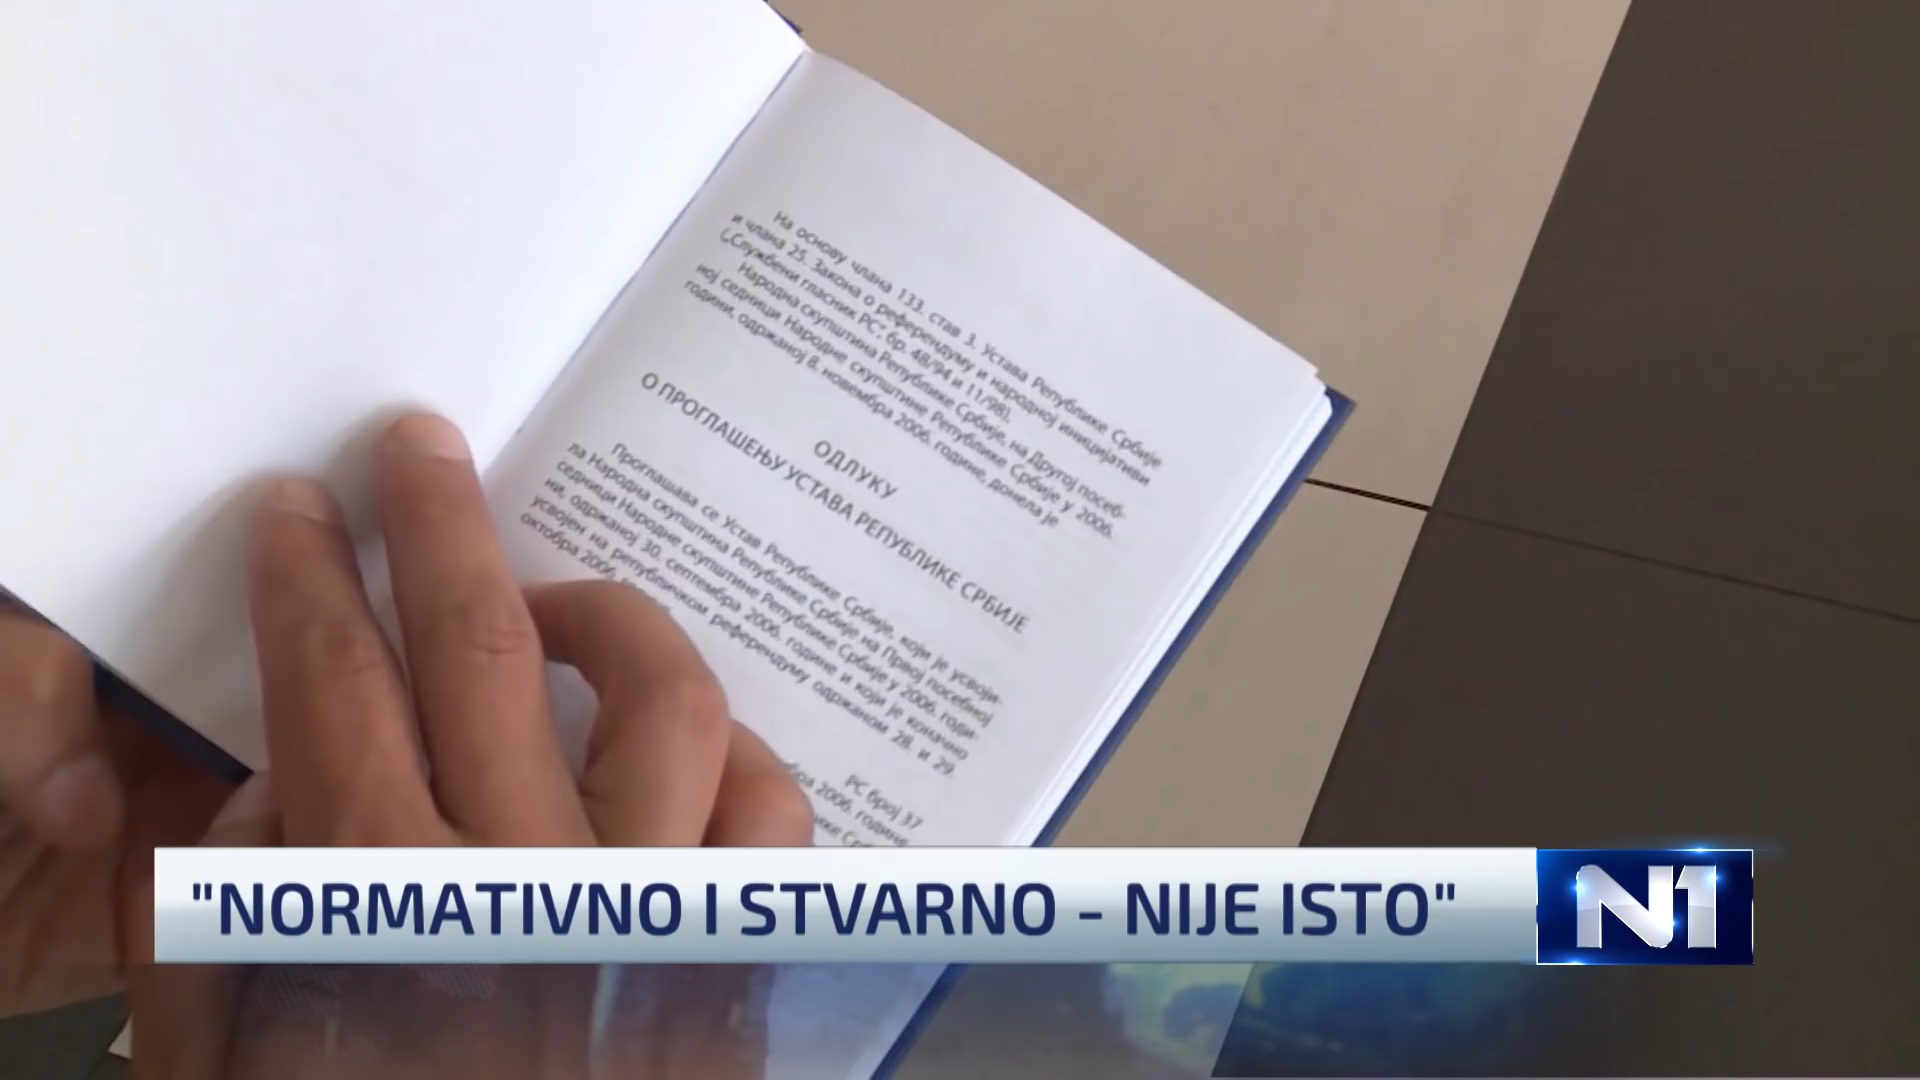 На основу члана 133. став 3. Устава Републике Србије
и члана 25. Закона о референдуму и народној иницијативи
(„Службени гласник РС“, бр. 48/94 и 11/98),
Народна скупштина Републике Србије, на Другој посеб-
ној седници Народне скупштине Републике Србије у 2006.
години, одржаној 8. новембра 2006. године, донела је
ОДЛУКУ
О ПРОГЛАШЕЊУ УСТАВА РЕПУБЛИКЕ СРБИЈЕ
Проглашава се Устав Републике Србије, који је усвоји-
ла Народна скупштина Републике Србије на Првој посебној
седници Народне скупштине Републике Србије у 2006. годи-
ни, одржаној 30. септембра 2006. године и који је коначно
усвојен на републичком референдуму одржаном 28. и 29.
октобра 2006.
РС број 37
2006. године
"NORMATIVNO I STVARNO - NIJE ISTO"
N1